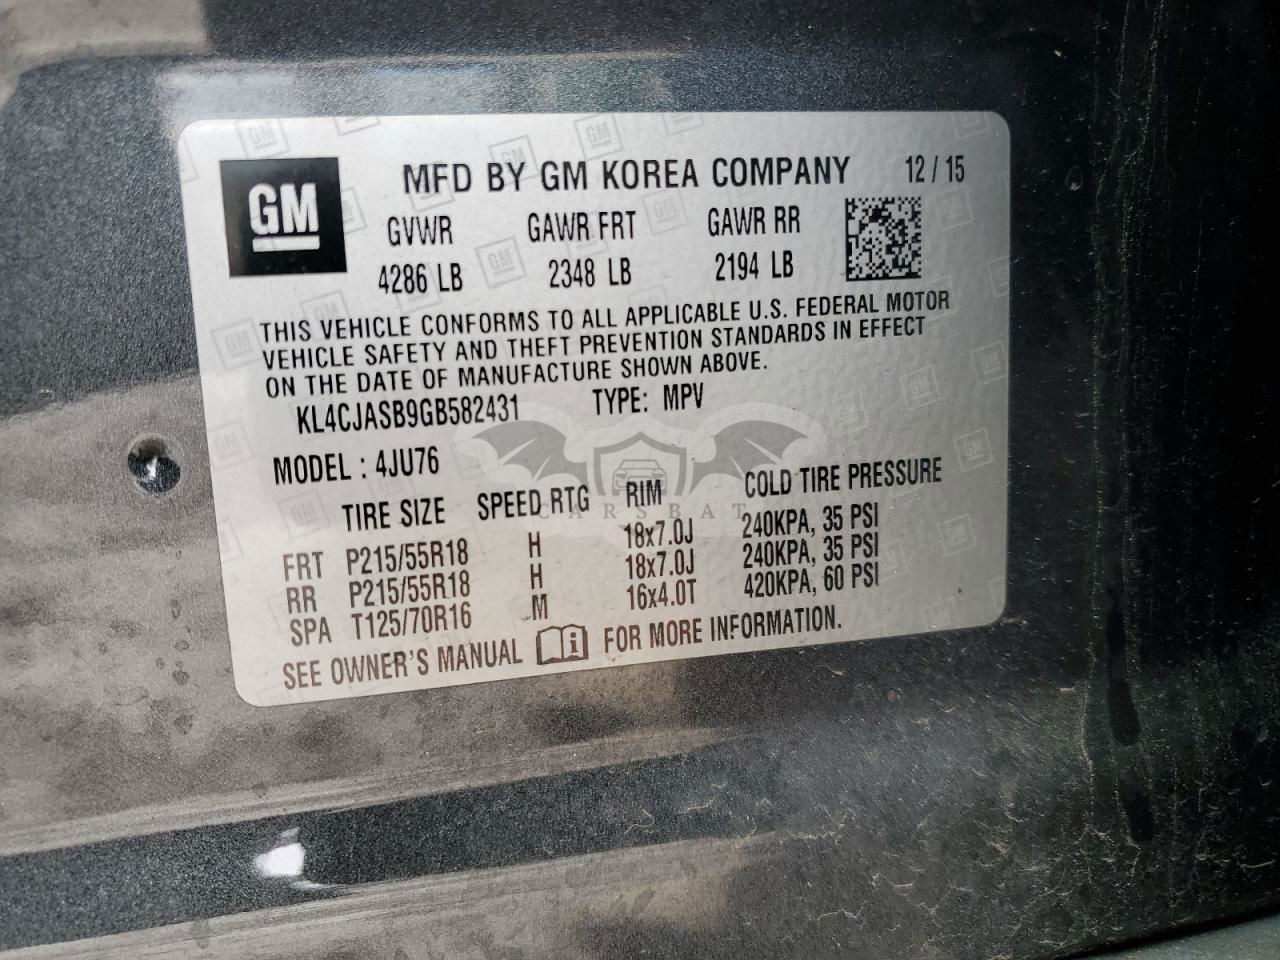 GM
MFD BY GM KOREA COMPANY 12 / 15
GVWR GAWR FRT GAWR RR
4286 LB 2348 LB 2194 LB
THIS VEHICLE CONFORMS TO ALL APPLICABLE U.S. FEDERAL MOTOR
VEHICLE SAFETY AND THEFT PREVENTION STANDARDS IN EFFECT
ON THE DATE OF MANUFACTURE SHOWN ABOVE.
KL4CJASB9GB582431 TYPE: MPV
MODEL : 4JU76
TIRE SIZE SPEED RTG RIM COLD TIRE PRESSURE
FRT P215/55R18 H 18x7.0J 240KPA, 35 PSI
RR P215/55R18 H 18x7.0J 240KPA, 35 PSI
SPA T125/70R16 M 16x4.0T 420KPA, 60 PSI
SEE OWNER'S MANUAL i FOR MORE INFORMATION.
CARSBAT